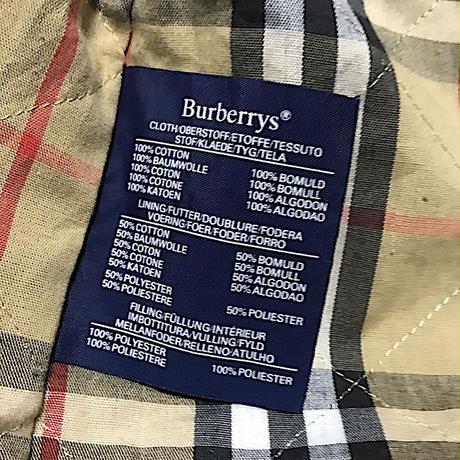 Burberrys®
CLOTH/OBERSTOFF/ETOFFE/TESSUTO
STOF/KLAEDE/TYG/TELA
100% COTTON 100% BOMULD
100% BAUMWOLLE 100% BOMULL
100% COTON 100% ALGODON
100% COTONE 100% ALGODAO
100% KATOEN
LINING/FUTTER/DOUBLURE/FODERA
VOERING/FOER/FODER/FORRO
50% COTTON 50% BOMULD
50% BAUMWOLLE 50% BOMULL
50% COTON 50% ALGODÓN
50% COTONE 50% ALGODAO
50% KATOEN
50% POLYESTER 50% POLIESTER
50% POLIESTERE
FILLING/FÜLLUNG/INTÉRIEUR
IMBOTTITURA/VULLING/FYLD
MELLANFODER/RELLENO/ATULHO
100% POLYESTER 100% POLIESTER
100% POLIESTERE